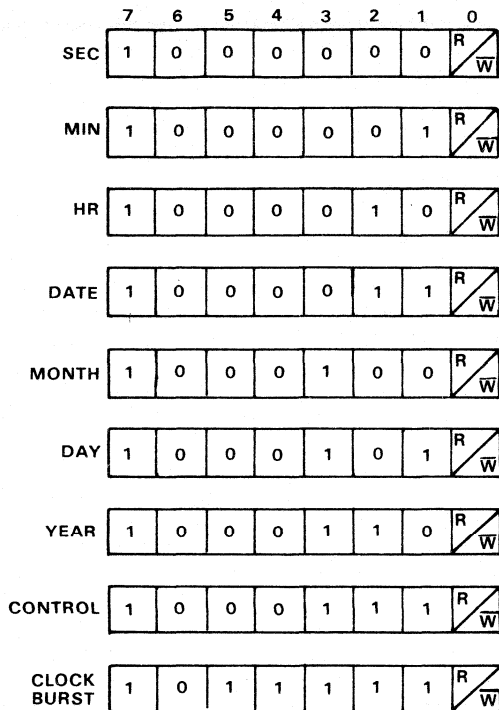 7 6 5 4 3 2 1 0
SEC 1 0 0 0 0 0 0 R/W̅
MIN 1 0 0 0 0 0 1 R/W̅
HR 1 0 0 0 0 1 0 R/W̅
DATE 1 0 0 0 0 1 1 R/W̅
MONTH 1 0 0 0 1 0 0 R/W̅
DAY 1 0 0 0 1 0 1 R/W̅
YEAR 1 0 0 0 1 1 0 R/W̅
CONTROL 1 0 0 0 1 1 1 R/W̅
CLOCK
BURST 1 0 1 1 1 1 1 R/W̅